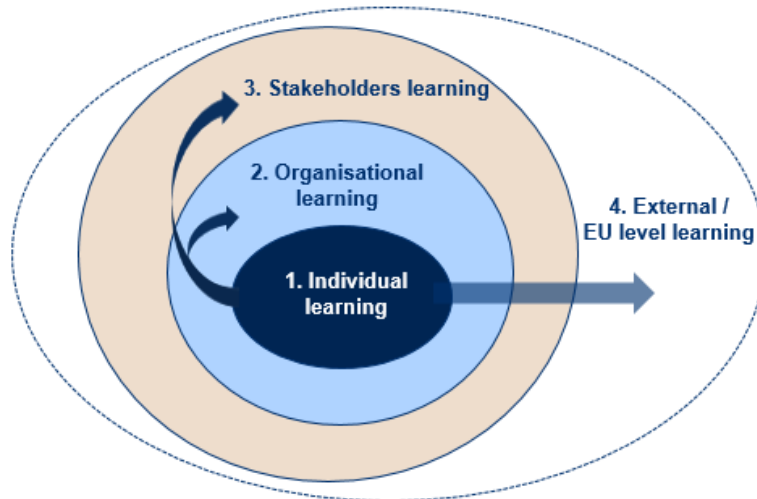 3. Stakeholders learning
2. Organisational
learning
4. External /
EU level learning
1. Individual
learning